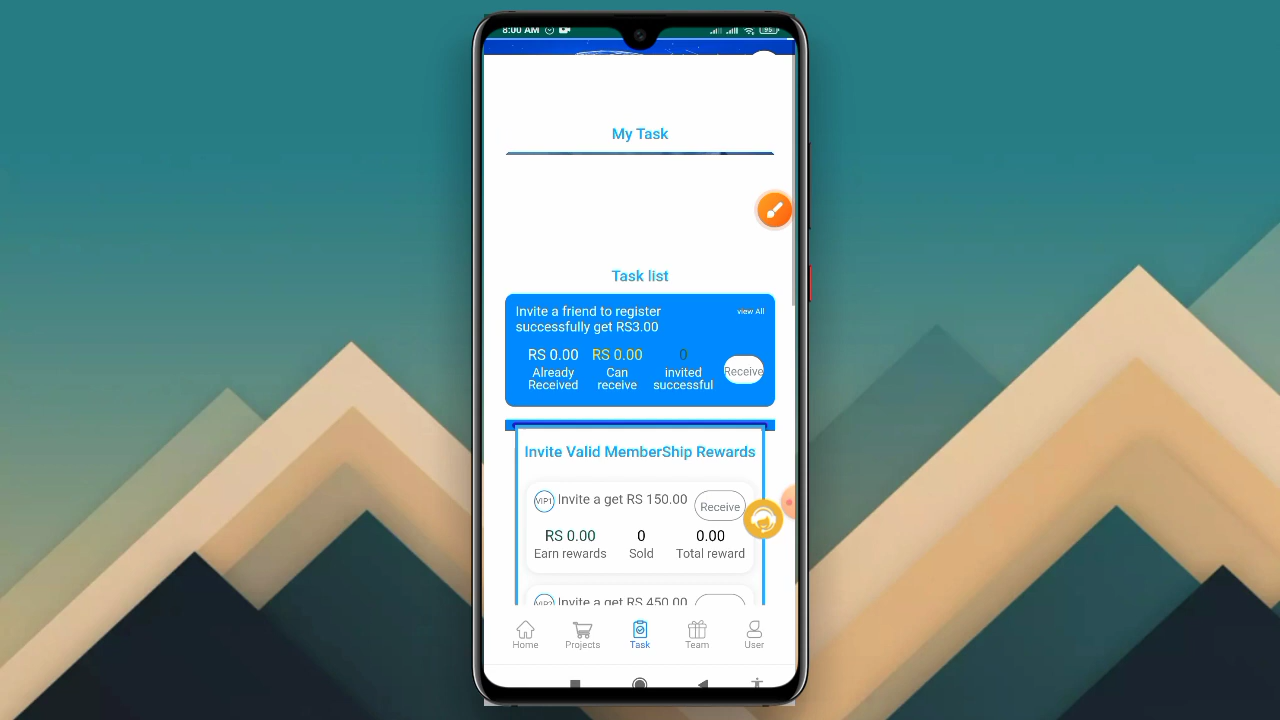 8:00 AM
95
My Task
Task list
Invite a friend to register
successfully get RS3.00
view All
RS 0.00 RS 0.00 0
Already Can invited
Received receive successful
Receive
Invite Valid MemberShip Rewards
VIP1 Invite a get RS 150.00 Receive
RS 0.00 0 0.00
Earn rewards Sold Total reward
VIP2 Invite a get RS 450.00
Home Projects Task Team User